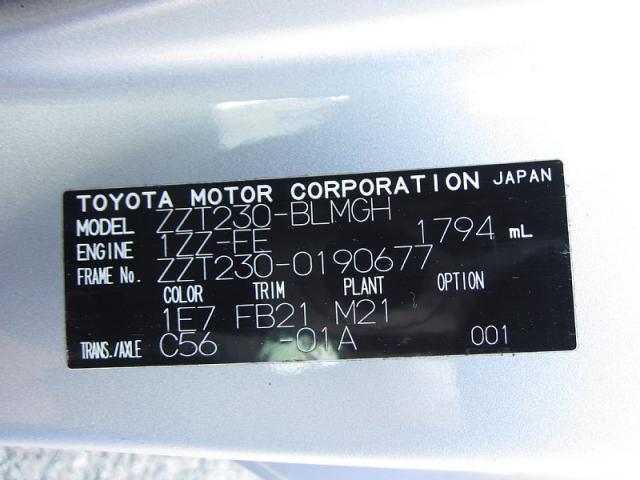 TOYOTA MOTOR CORPORATION JAPAN
MODEL ZZT230-BLMGH
ENGINE 1ZZ-FE 1794 mL
FRAME No. ZZT230-0190677
COLOR TRIM PLANT OPTION
1E7 FB21 M21
TRANS./AXLE C56 -01A 001